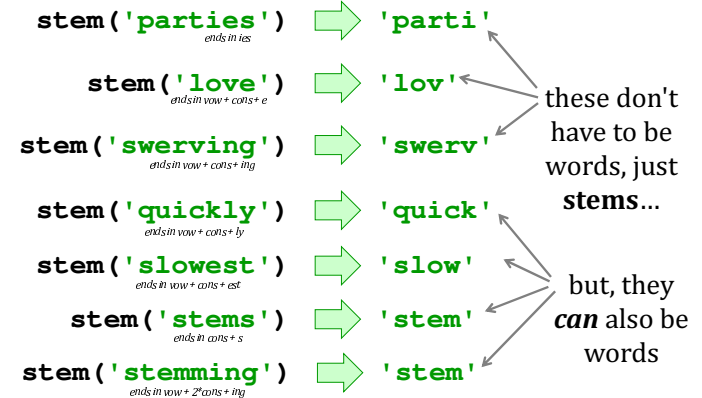 stem('parties') 'parti'
ends in ies
stem('love') 'lov'
ends in vow + cons + e
stem('swerving') 'swerv'
ends in vow + cons + ing
these don't
have to be
words, just
stems…
stem('quickly') 'quick'
ends in vow + cons + ly
stem('slowest') 'slow'
ends in vow + cons + est
stem('stems') 'stem'
ends in cons + s
stem('stemming') 'stem'
ends in vow + 2*cons + ing
but, they
can also be
words